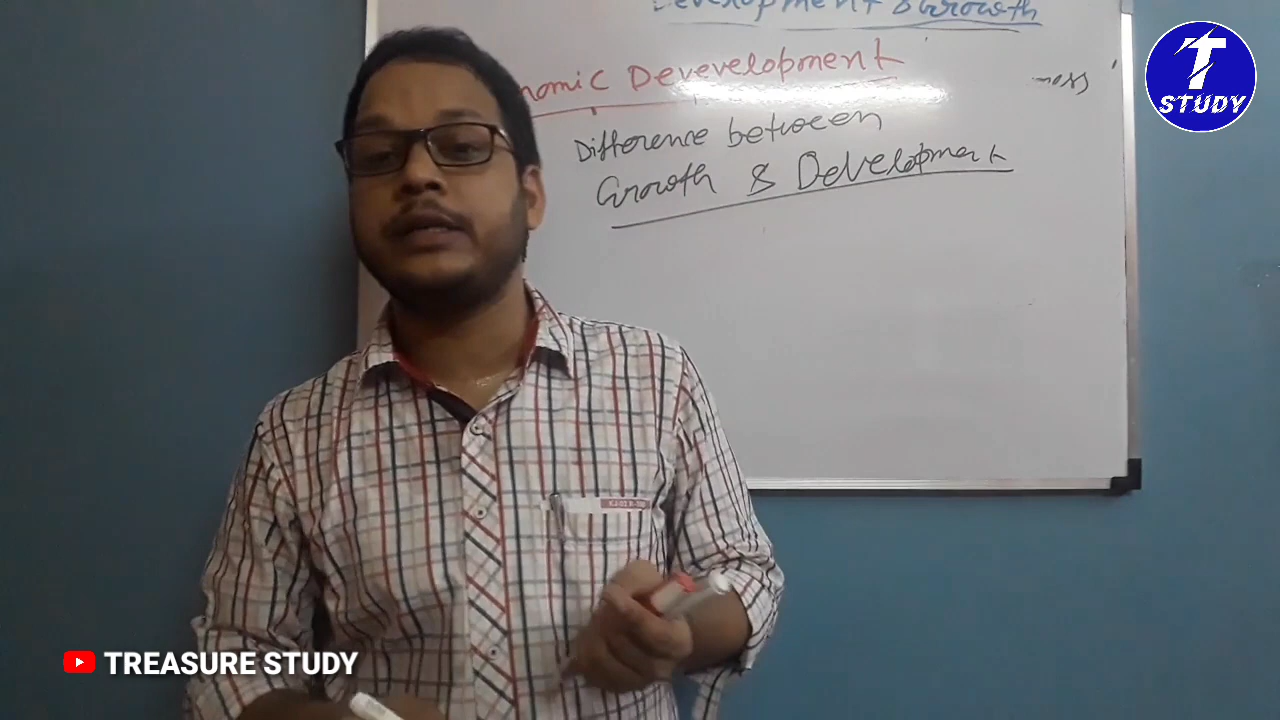 Development & Growth
nomic Devevelopment
Difference between
Growth & Development
T
STUDY
TREASURE STUDY